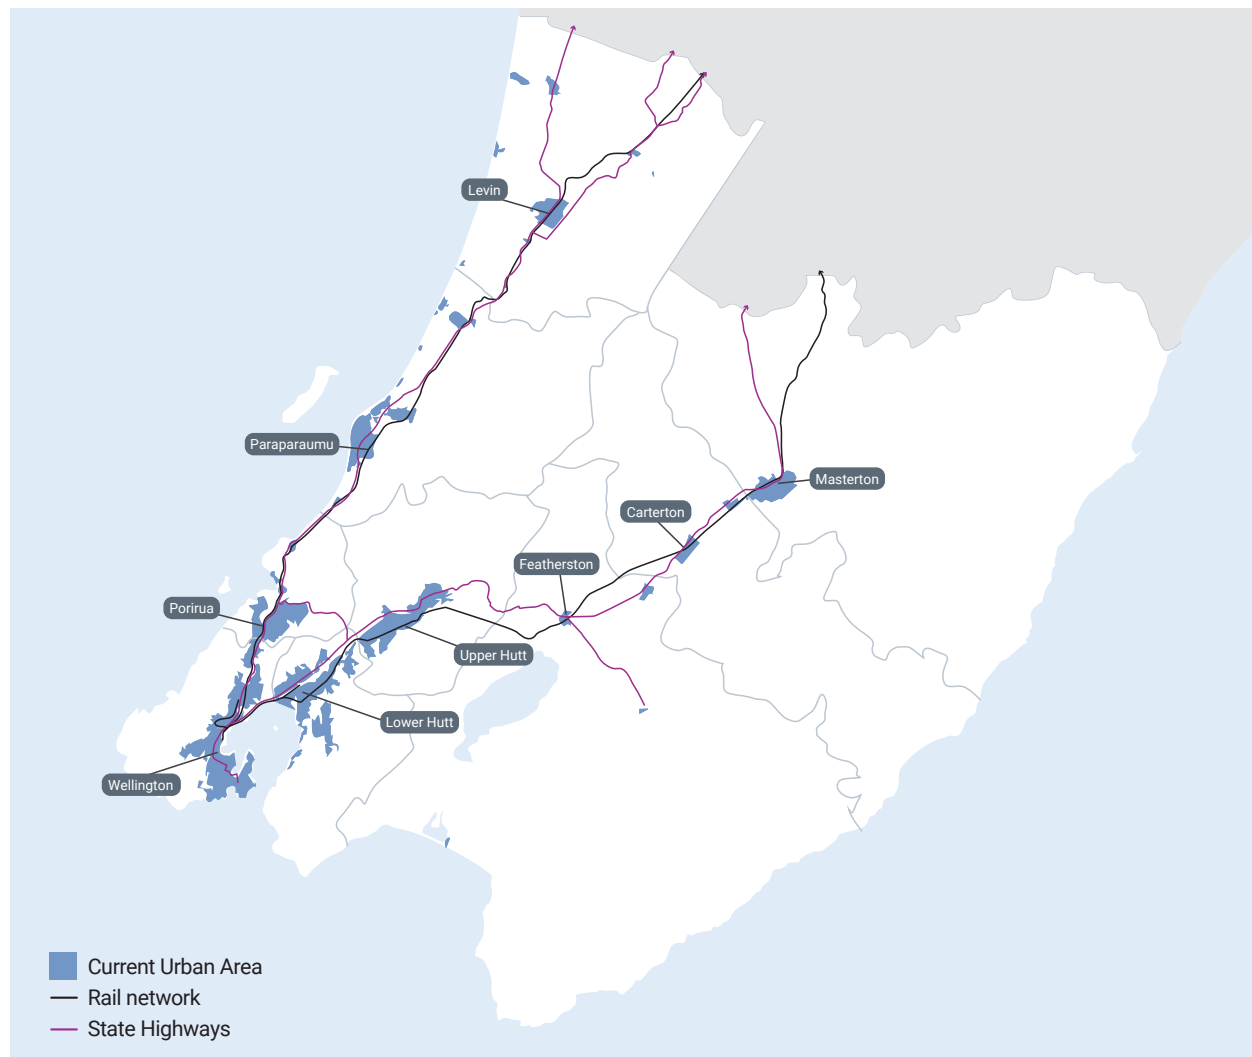 Levin
Paraparaumu
Masterton
Carterton
Featherston
Porirua
Upper Hutt
Lower Hutt
Wellington
Current Urban Area
Rail network
State Highways